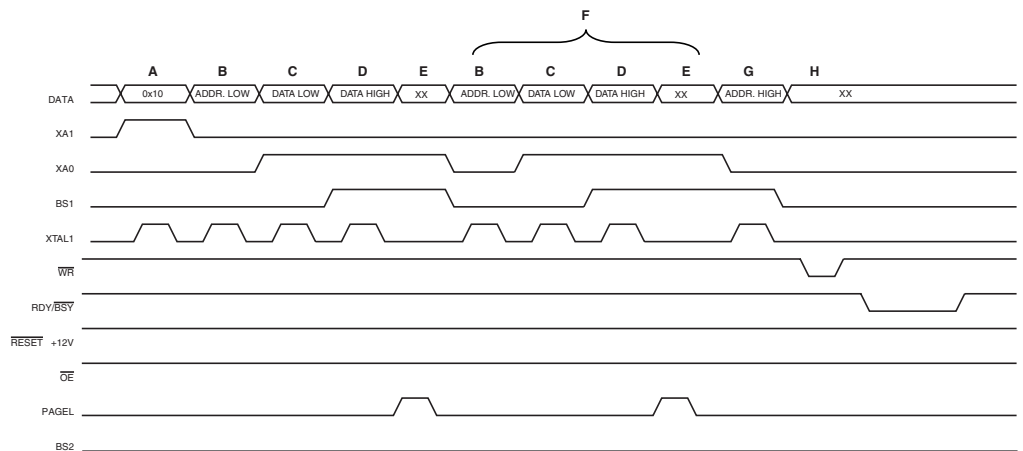 F
A B C D E B C D E G H
DATA 0x10 ADDR. LOW DATA LOW DATA HIGH XX ADDR. LOW DATA LOW DATA HIGH XX ADDR. HIGH XX
XA1
XA0
BS1
XTAL1
WR
RDY/BSY
RESET +12V
OE
PAGEL
BS2